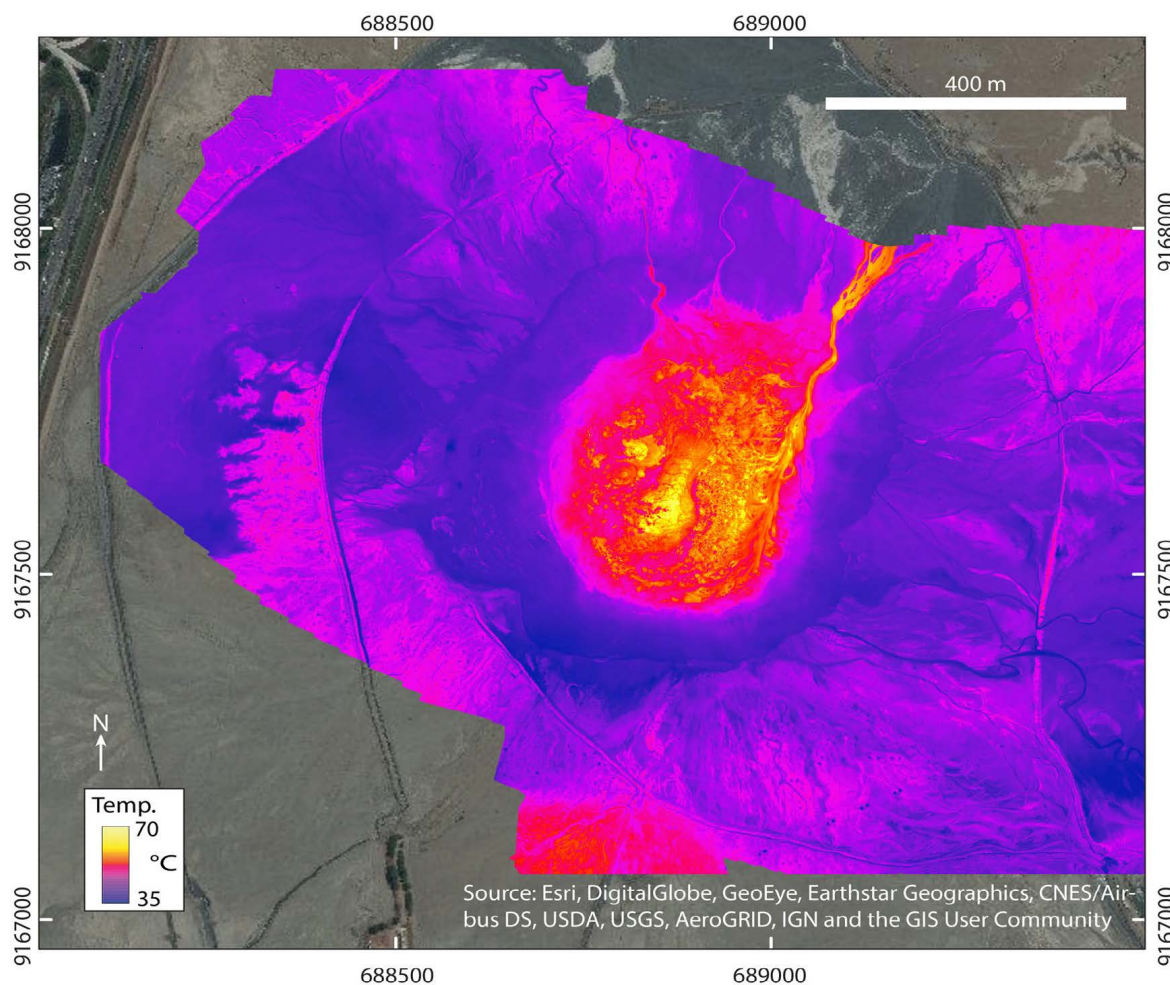 688500
689000
400 m
9168000
9168000
9167500
9167500
N
Temp.
70
°C
35
Source: Esri, DigitalGlobe, GeoEye, Earthstar Geographics, CNES/Air-
bus DS, USDA, USGS, AeroGRID, IGN and the GIS User Community
9167000
9167000
688500
689000